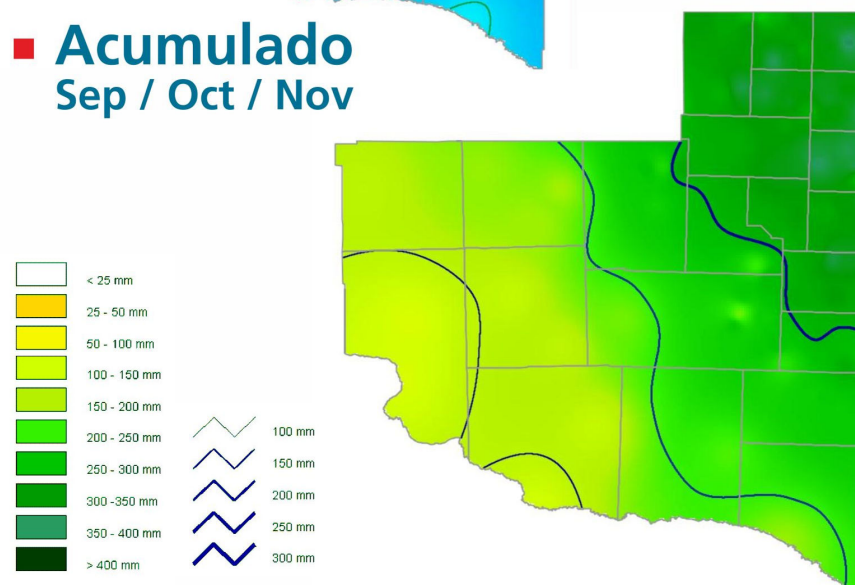 Acumulado
Sep / Oct / Nov
< 25 mm
25 - 50 mm
50 - 100 mm
100 - 150 mm
150 - 200 mm
200 - 250 mm
250 - 300 mm
300 -350 mm
350 - 400 mm
> 400 mm
100 mm
150 mm
200 mm
250 mm
300 mm